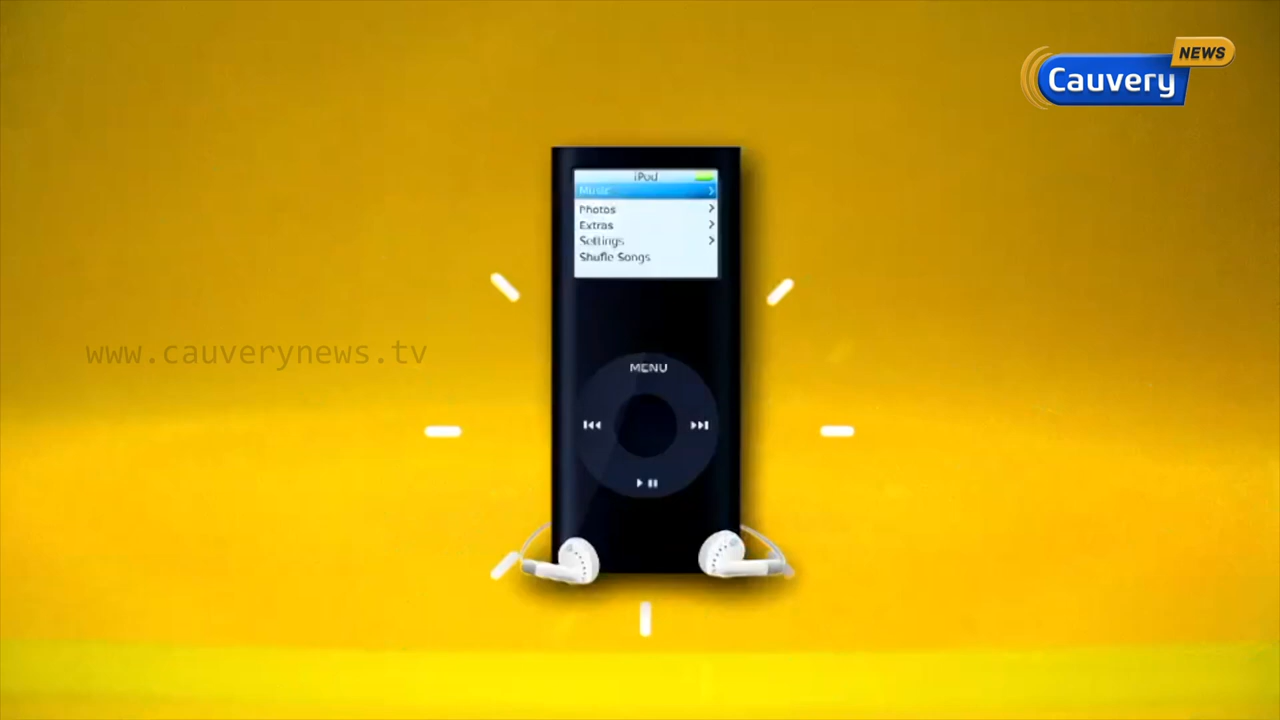 NEWS
Cauvery
iPod
Music
Photos
Extras
Settings
Shufle Songs
www.cauverynews.tv
MENU